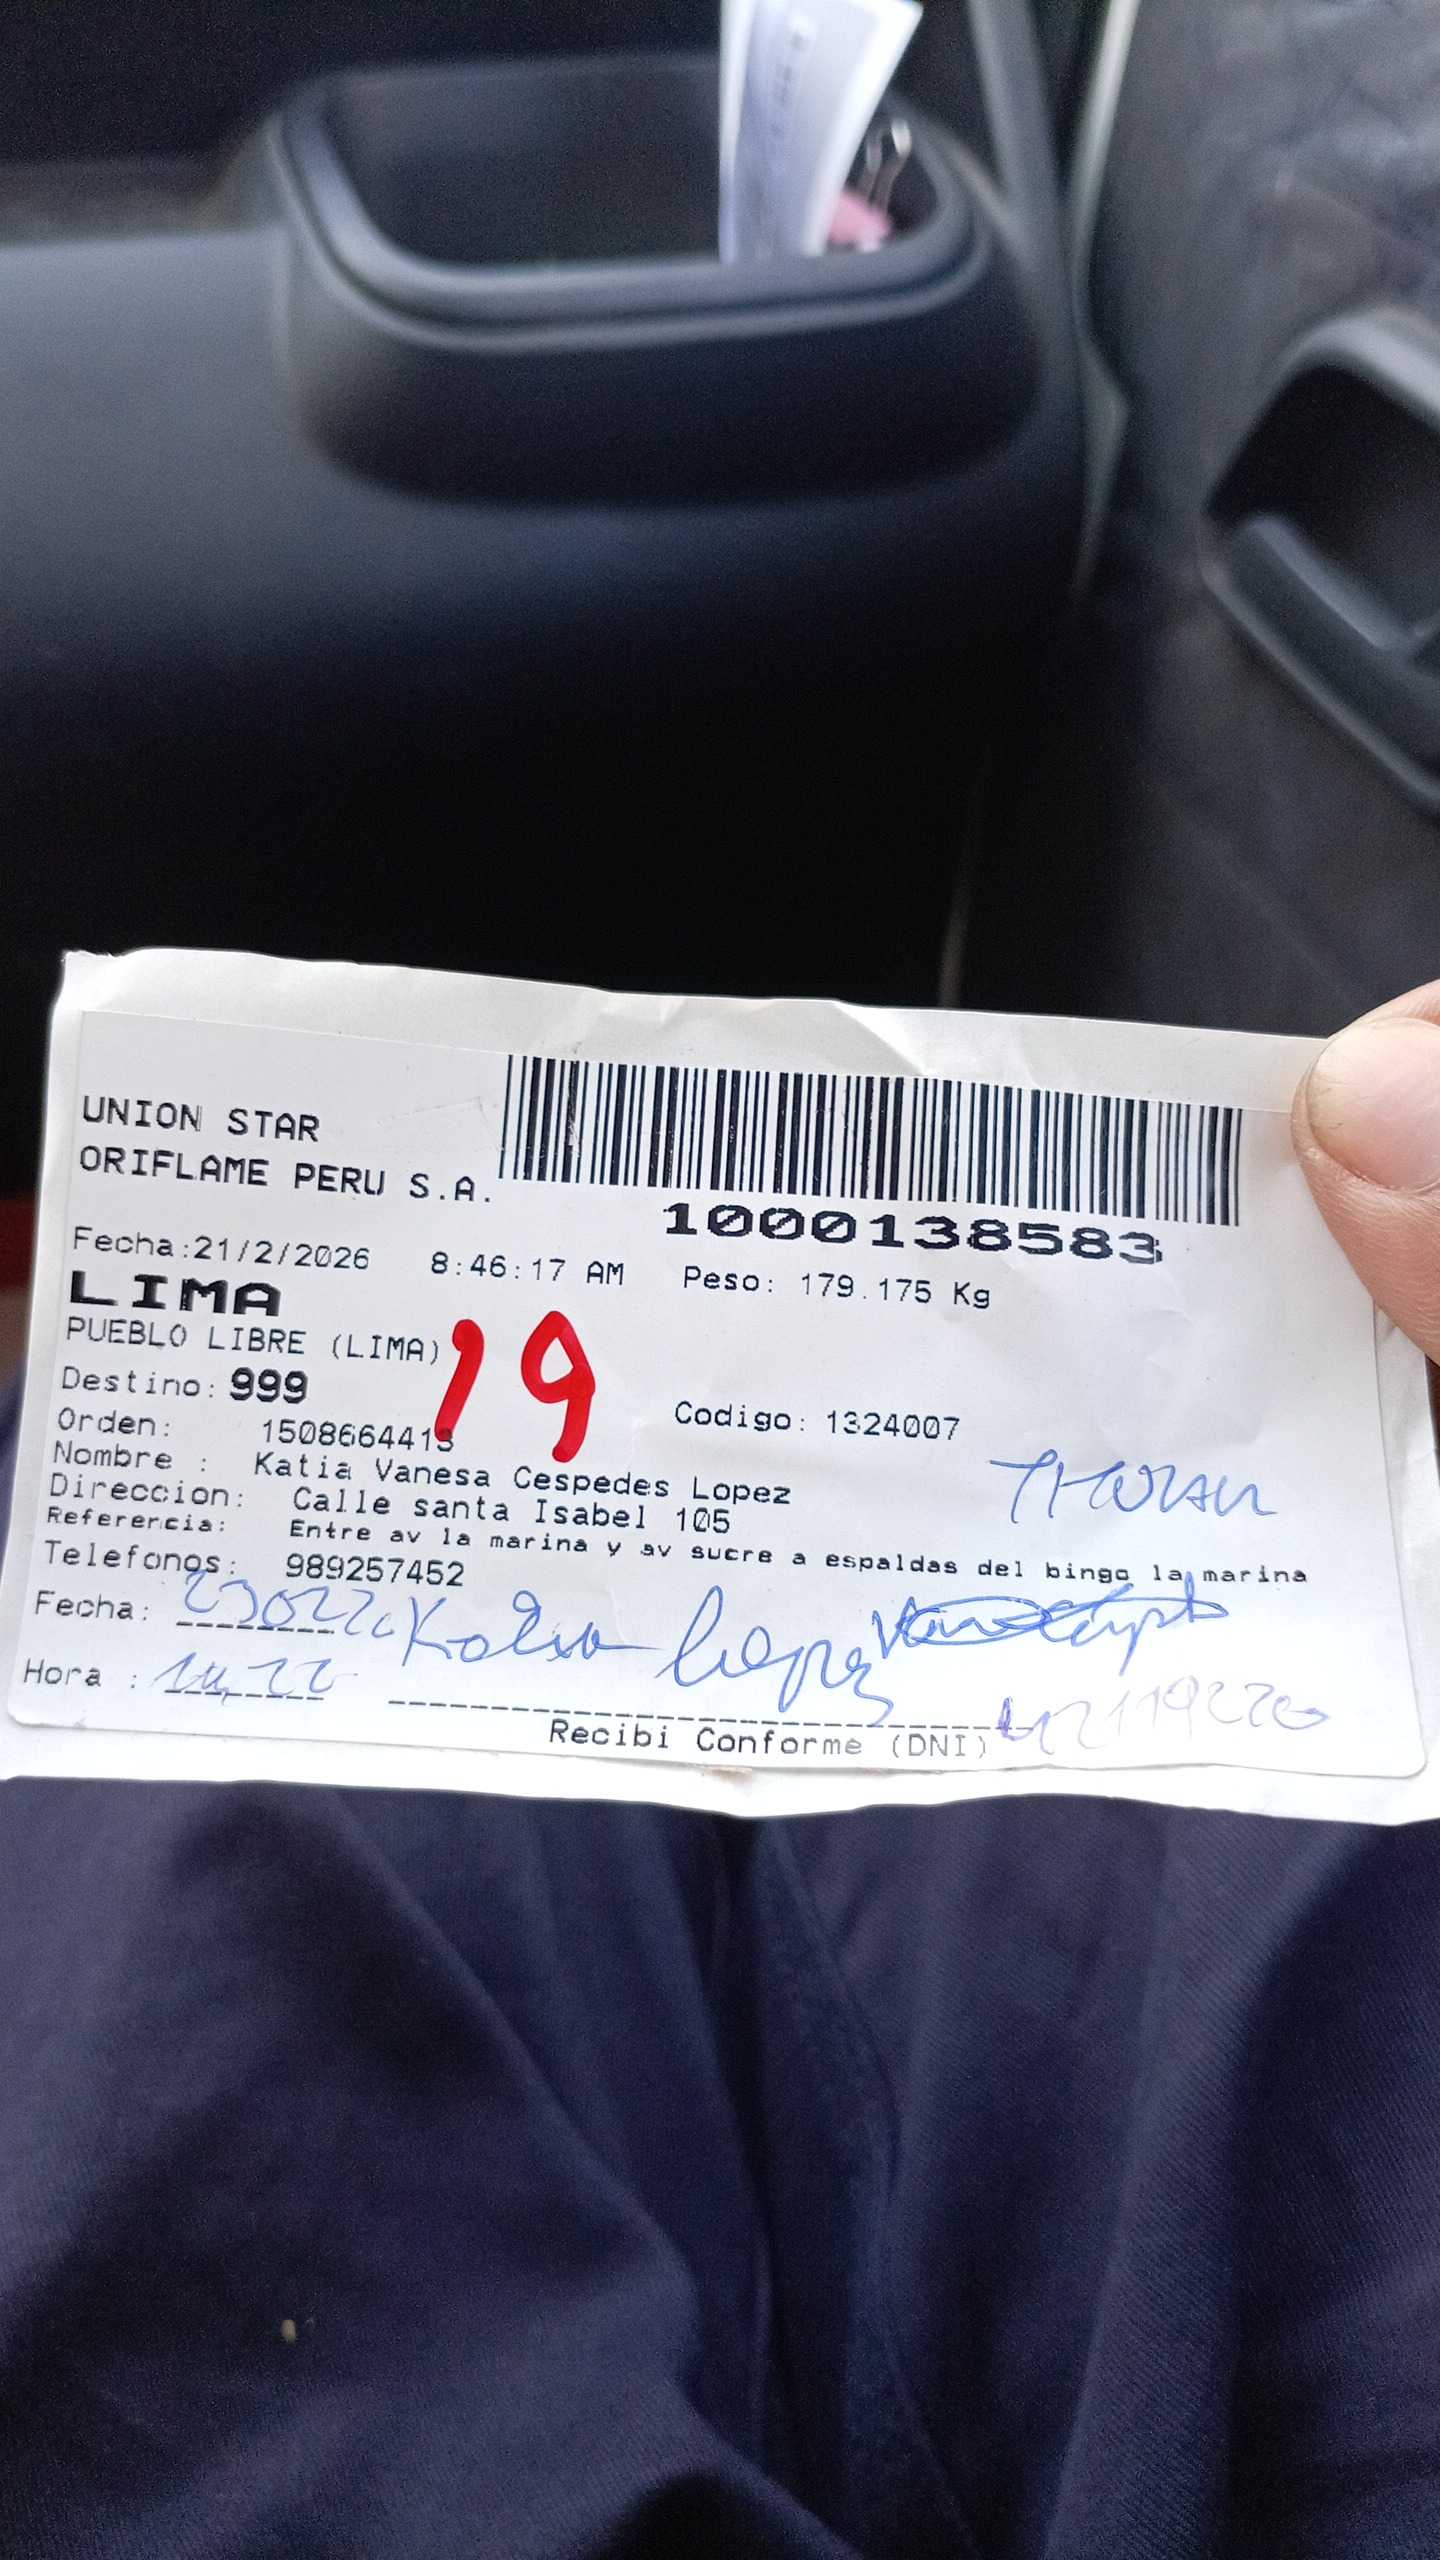 UNION STAR
ORIFLAME PERU S.A.
1000138583
Fecha:21/2/2026 8:46:17 AM Peso: 179.175 Kg
LIMA
PUEBLO LIBRE (LIMA)
19
Destino: 999
Codigo: 1324007
Orden: 1508664413
Nombre : Katia Vanesa Cespedes Lopez
Direccion: Calle santa Isabel 105
Referencia: Entre av la marina y av sucre a espaldas del bingo la marina
Telefonos: 989257452
Fecha:
Lopez
Hora :
Recibi Conforme (DNI)